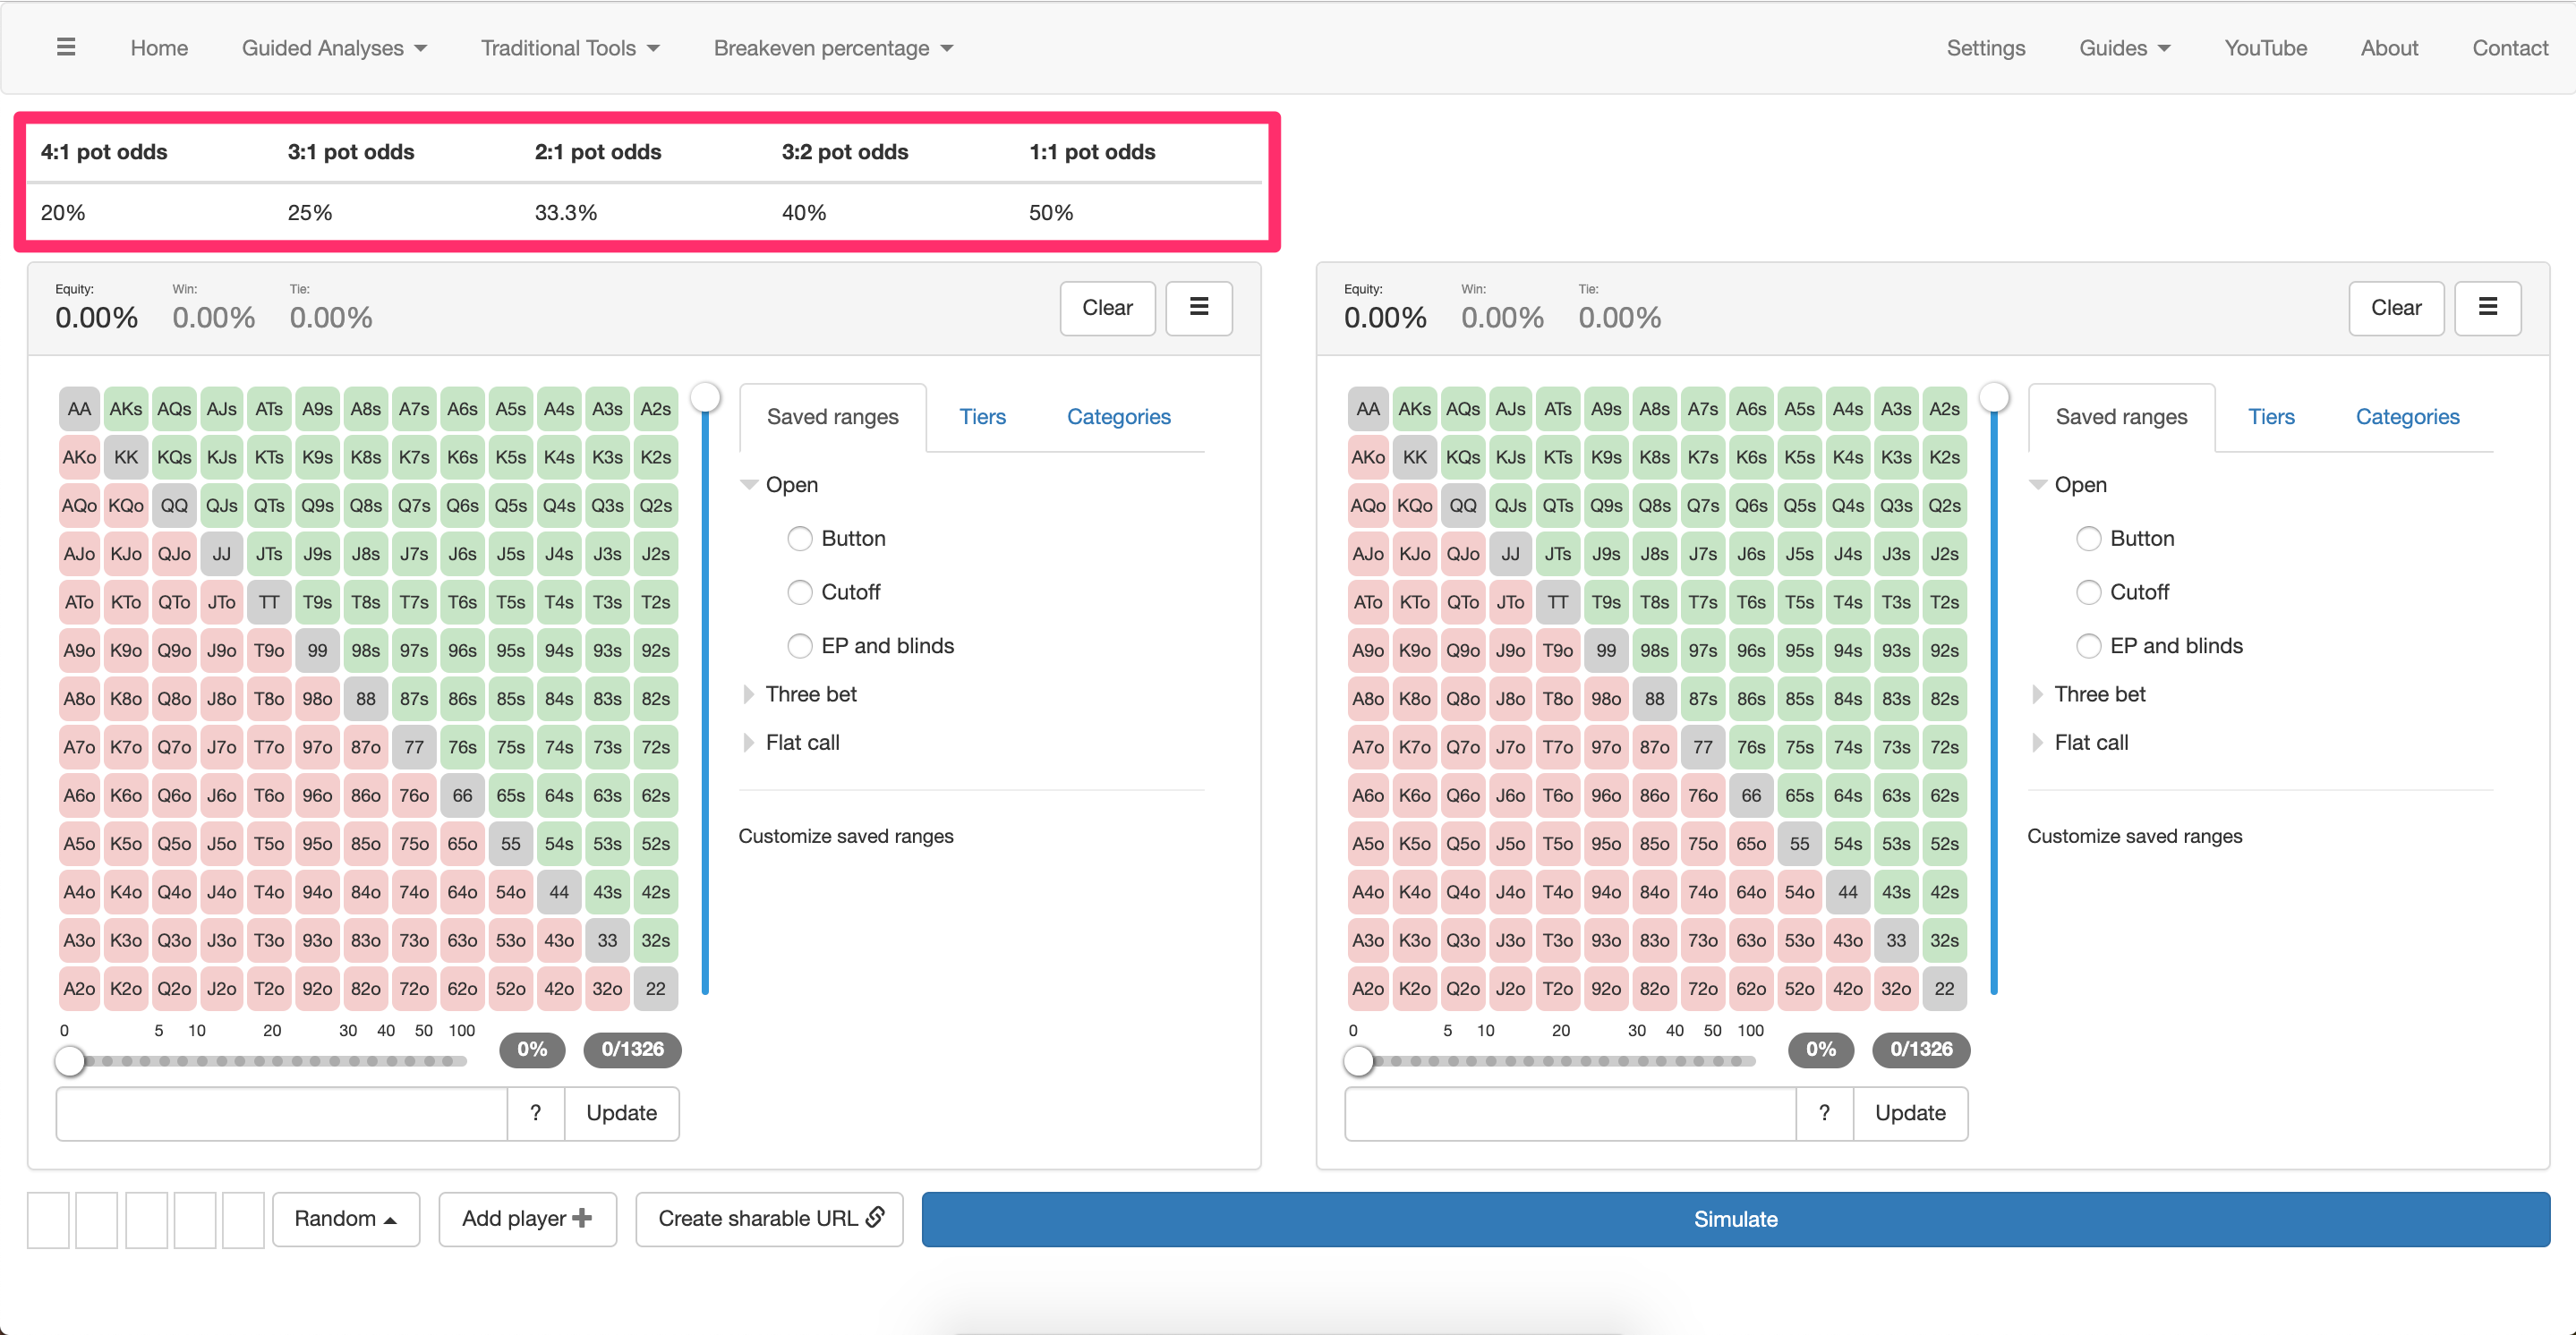 ☰ Home Guided Analyses Traditional Tools Breakeven percentage Settings Guides YouTube About Contact
4:1 pot odds 3:1 pot odds 2:1 pot odds 3:2 pot odds 1:1 pot odds
20% 25% 33.3% 40% 50%
Equity: Win: Tie:
0.00% 0.00% 0.00%
Clear
AA AKs AQs AJs ATs A9s A8s A7s A6s A5s A4s A3s A2s
AKo KK KQs KJs KTs K9s K8s K7s K6s K5s K4s K3s K2s
AQo KQo QQ QJs QTs Q9s Q8s Q7s Q6s Q5s Q4s Q3s Q2s
AJo KJo QJo JJ JTs J9s J8s J7s J6s J5s J4s J3s J2s
ATo KTo QTo JTo TT T9s T8s T7s T6s T5s T4s T3s T2s
A9o K9o Q9o J9o T9o 99 98s 97s 96s 95s 94s 93s 92s
A8o K8o Q8o J8o T8o 98o 88 87s 86s 85s 84s 83s 82s
A7o K7o Q7o J7o T7o 97o 87o 77 76s 75s 74s 73s 72s
A6o K6o Q6o J6o T6o 96o 86o 76o 66 65s 64s 63s 62s
A5o K5o Q5o J5o T5o 95o 85o 75o 65o 55 54s 53s 52s
A4o K4o Q4o J4o T4o 94o 84o 74o 64o 54o 44 43s 42s
A3o K3o Q3o J3o T3o 93o 83o 73o 63o 53o 43o 33 32s
A2o K2o Q2o J2o T2o 92o 82o 72o 62o 52o 42o 32o 22
0 5 10 20 30 40 50 100
0% 0/1326
? Update
Saved ranges Tiers Categories
Open
Button
Cutoff
EP and blinds
Three bet
Flat call
Customize saved ranges
Equity: Win: Tie:
0.00% 0.00% 0.00%
Clear
AA AKs AQs AJs ATs A9s A8s A7s A6s A5s A4s A3s A2s
AKo KK KQs KJs KTs K9s K8s K7s K6s K5s K4s K3s K2s
AQo KQo QQ QJs QTs Q9s Q8s Q7s Q6s Q5s Q4s Q3s Q2s
AJo KJo QJo JJ JTs J9s J8s J7s J6s J5s J4s J3s J2s
ATo KTo QTo JTo TT T9s T8s T7s T6s T5s T4s T3s T2s
A9o K9o Q9o J9o T9o 99 98s 97s 96s 95s 94s 93s 92s
A8o K8o Q8o J8o T8o 98o 88 87s 86s 85s 84s 83s 82s
A7o K7o Q7o J7o T7o 97o 87o 77 76s 75s 74s 73s 72s
A6o K6o Q6o J6o T6o 96o 86o 76o 66 65s 64s 63s 62s
A5o K5o Q5o J5o T5o 95o 85o 75o 65o 55 54s 53s 52s
A4o K4o Q4o J4o T4o 94o 84o 74o 64o 54o 44 43s 42s
A3o K3o Q3o J3o T3o 93o 83o 73o 63o 53o 43o 33 32s
A2o K2o Q2o J2o T2o 92o 82o 72o 62o 52o 42o 32o 22
0 5 10 20 30 40 50 100
0% 0/1326
? Update
Saved ranges Tiers Categories
Open
Button
Cutoff
EP and blinds
Three bet
Flat call
Customize saved ranges
Random Add player Create sharable URL Simulate